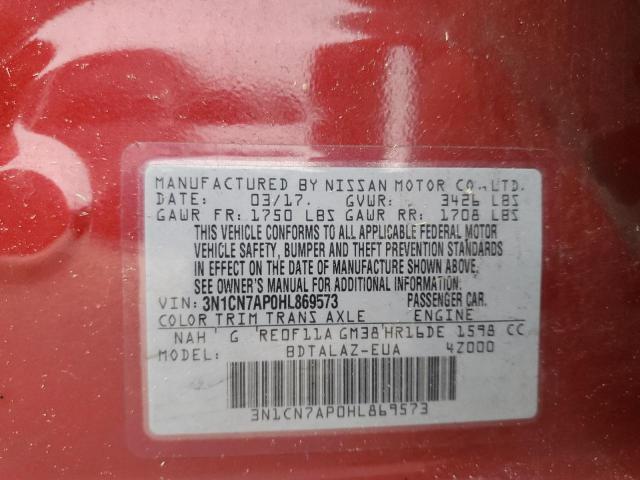 MANUFACTURED BY NISSAN MOTOR CO., LTD.
DATE: 03/17. GVWR: 3426 LBS
GAWR FR: 1750 LBS GAWR RR: 1708 LBS
THIS VEHICLE CONFORMS TO ALL APPLICABLE FEDERAL MOTOR
VEHICLE SAFETY, BUMPER AND THEFT PREVENTION STANDARDS
IN EFFECT ON THE DATE OF MANUFACTURE SHOWN ABOVE.
SEE OWNER'S MANUAL FOR ADDITIONAL INFORMATION.
VIN: 3N1CN7AP0HL869573 PASSENGER CAR.
COLOR TRIM TRANS AXLE ENGINE
NAH G RE0F11A GM38 HR16DE 1598 CC
MODEL: BDTALAZ-EUA 4Z000
3N1CN7AP0HL869573